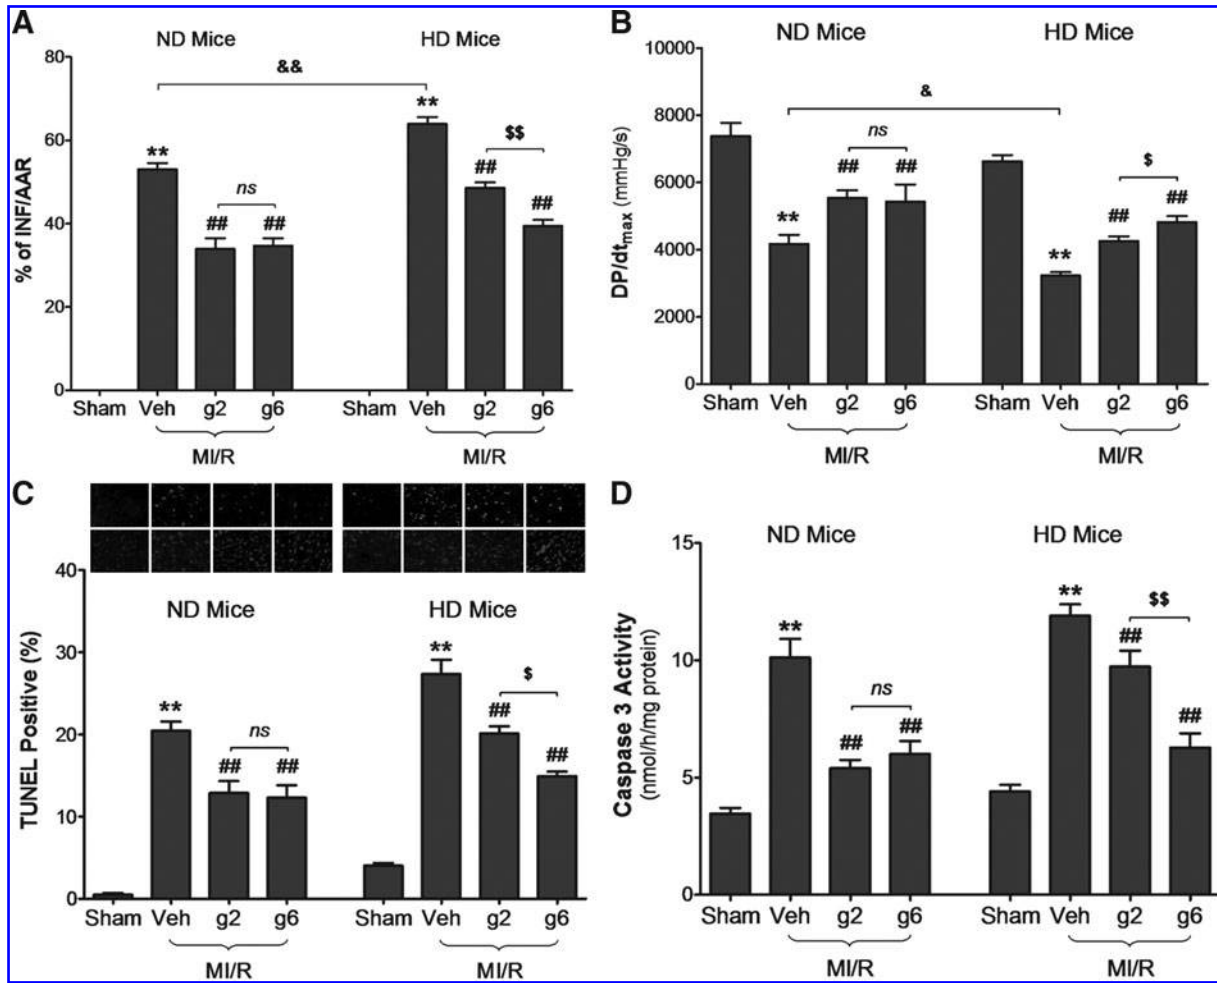 A
ND Mice
HD Mice
&&
**
ns
##
##
**
$$
##
##
% of INF/AAR
80
60
40
20
0
Sham Veh g2 g6
Sham Veh g2 g6
MI/R
MI/R
B
ND Mice
HD Mice
&
ns
##
##
**
$
##
##
**
DP/dtmax (mmHg/s)
10000
8000
6000
4000
2000
0
Sham Veh g2 g6
Sham Veh g2 g6
MI/R
MI/R
C
ND Mice
HD Mice
**
ns
##
##
**
$
##
##
TUNEL Positive (%)
40
30
20
10
0
Sham Veh g2 g6
Sham Veh g2 g6
MI/R
MI/R
D
ND Mice
HD Mice
**
ns
##
##
**
$$
##
##
Caspase 3 Activity
(nmol/h/mg protein)
15
10
5
0
Sham Veh g2 g6
Sham Veh g2 g6
MI/R
MI/R